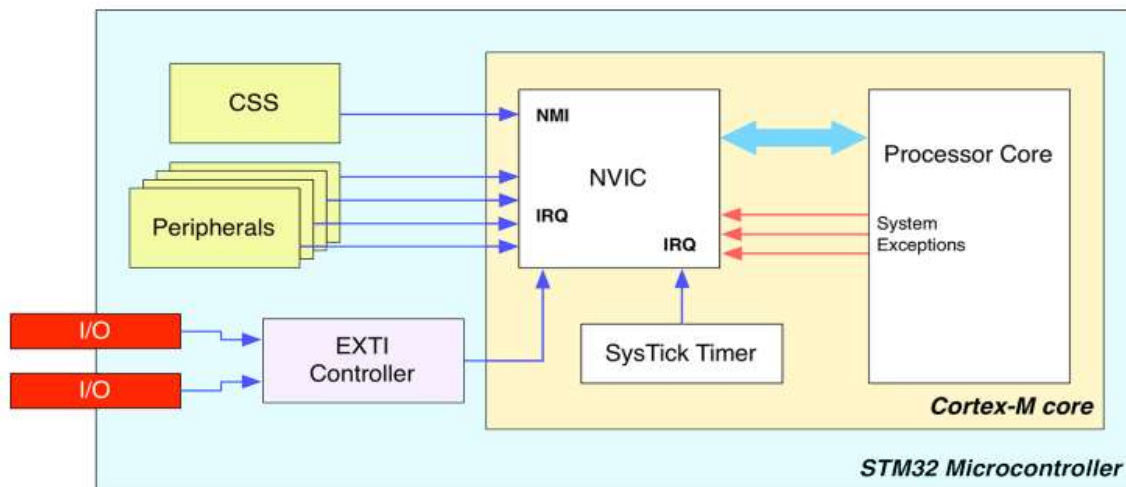 CSS
NMI
NVIC
Processor Core
Peripherals
IRQ
IRQ
System
Exceptions
I/O
EXTI
Controller
SysTick Timer
I/O
Cortex-M core
STM32 Microcontroller